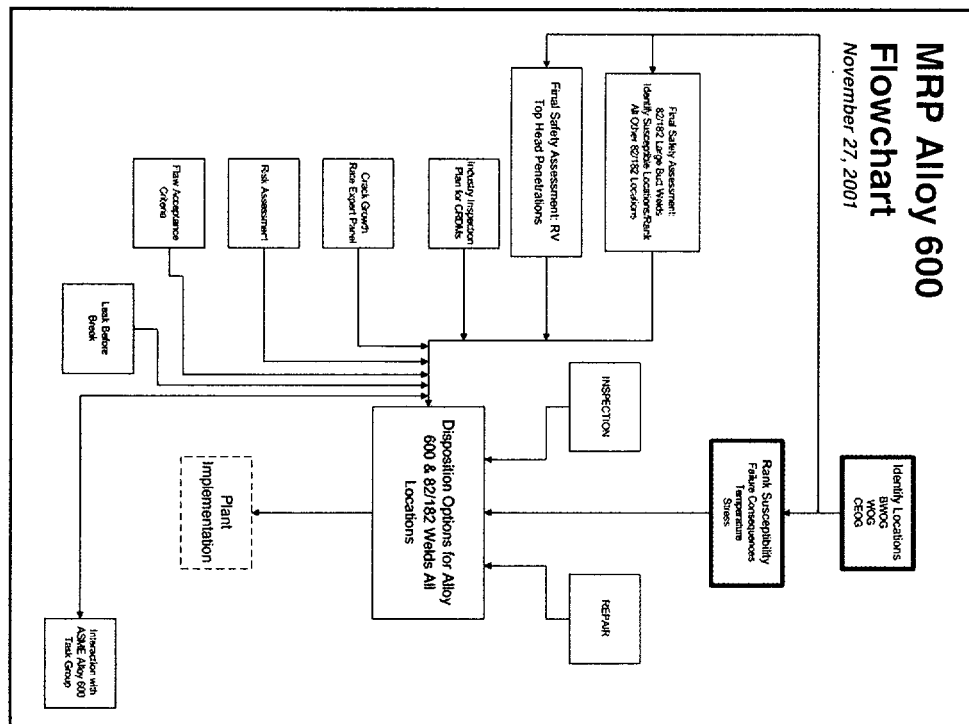 MRP Alloy 600
Flowchart
November 27, 2001
Identify Locations
BWOG
WOG
CEOG
Rank Susceptibility
Failure Consequences
Temperature
Stress
Final Safety Assessment:
82/182 Large Butt Welds
Identify Susceptible Locations/Rank
All Other 82/182 Locations
Final Safety Assessment: RV
Top Head Penetrations
Industry Inspection
Plan for CRDMs
Crack Growth
Rate Expert Panel
Risk Assessment
Flaw Acceptance
Criteria
Leak Before
Break
INSPECTION
REPAIR
Disposition Options for Alloy
600 & 82/182 Welds All
Locations
Plant
Implementation
Interaction with
ASME Alloy 600
Task Group